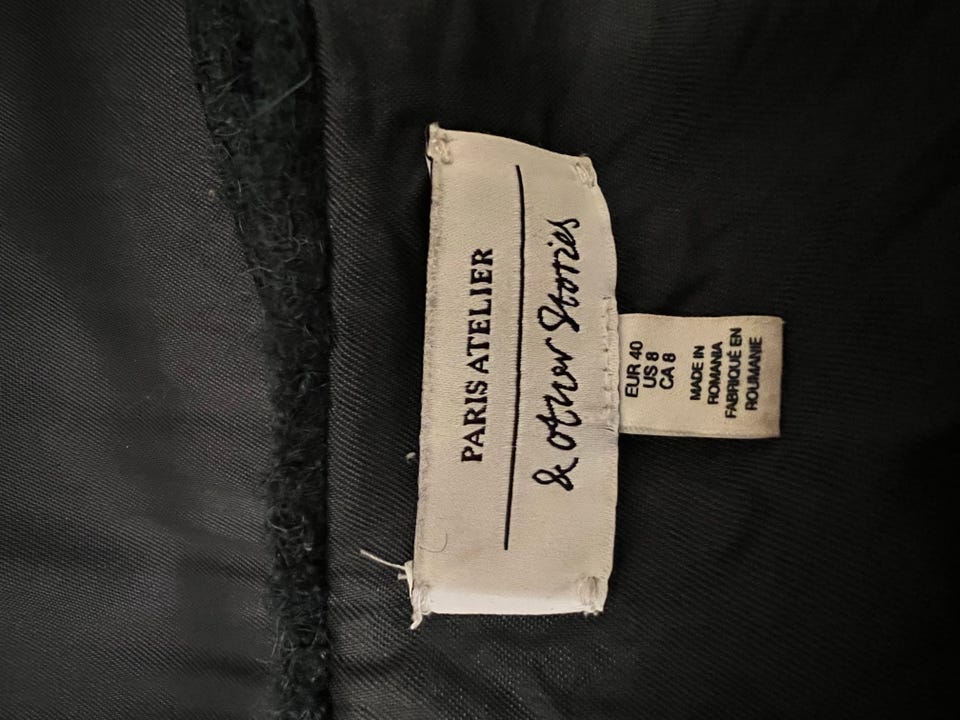 PARIS ATELIER
& Other Stories
EUR 40
US 8
CA 8
MADE IN
ROMANIA
FABRIQUÉ EN
ROUMANIE